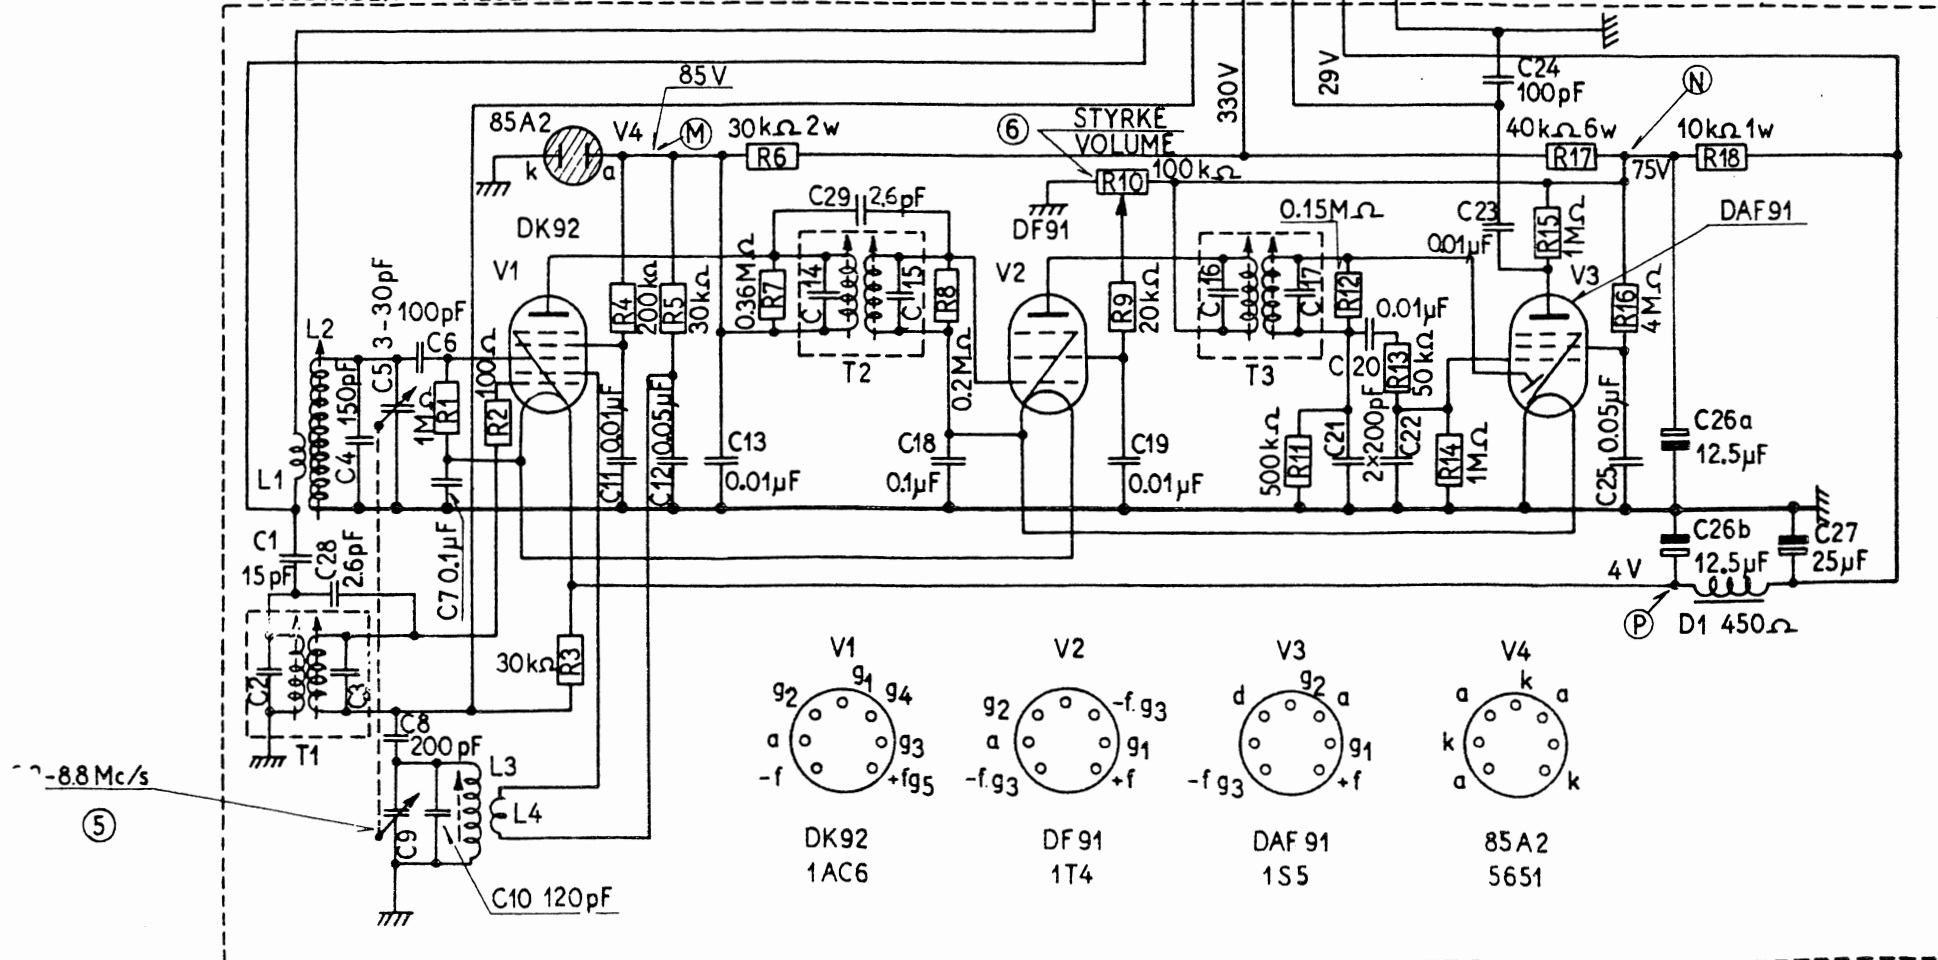 85V
330V
29V
C24
100pF
N
85A2
V4
M
30kΩ 2w
R6
6
STYRKE
VOLUME
100kΩ
R10
40kΩ 6w
R17
75V
10kΩ 1w
R18
k
a
DK92
V1
C29
2,6pF
DF91
V2
0.15MΩ
C23
0.01µF
R15
1MΩ
DAF91
V3
L2
3-30pF
100pF
C6
C5
150pF
C4
1MΩ
R1
100Ω
R2
R4
200kΩ
R5
30kΩ
0.36MΩ
R7
C14
C15
R8
T2
0.2MΩ
R9
20kΩ
C16
C17
R12
T3
0.01µF
C20
R13
50kΩ
R16
4MΩ
L1
C7 0.1µF
C11 0.01µF
C12 0.05µF
C13
0.01µF
C18
0.1µF
C19
0.01µF
500kΩ
R11
C21
2×200pF
C22
R14
1MΩ
C25 0.05µF
C26a
12.5µF
C1
15pF
C28
2.6pF
C26b
12.5µF
C27
25µF
4V
P
D1 450Ω
C2
C3
T1
30kΩ
R3
C8
200pF
L3
L4
-8.8 Mc/s
5
C9
C10 120pF
V1
g1
g2
g4
a
g3
-f
+fg5
DK92
1AC6
V2
g2
-f.g3
a
g1
-f.g3
+f
DF91
1T4
V3
g2
d
a
g1
-f g3
+f
DAF91
1S5
V4
k
a
a
k
a
k
85A2
5651